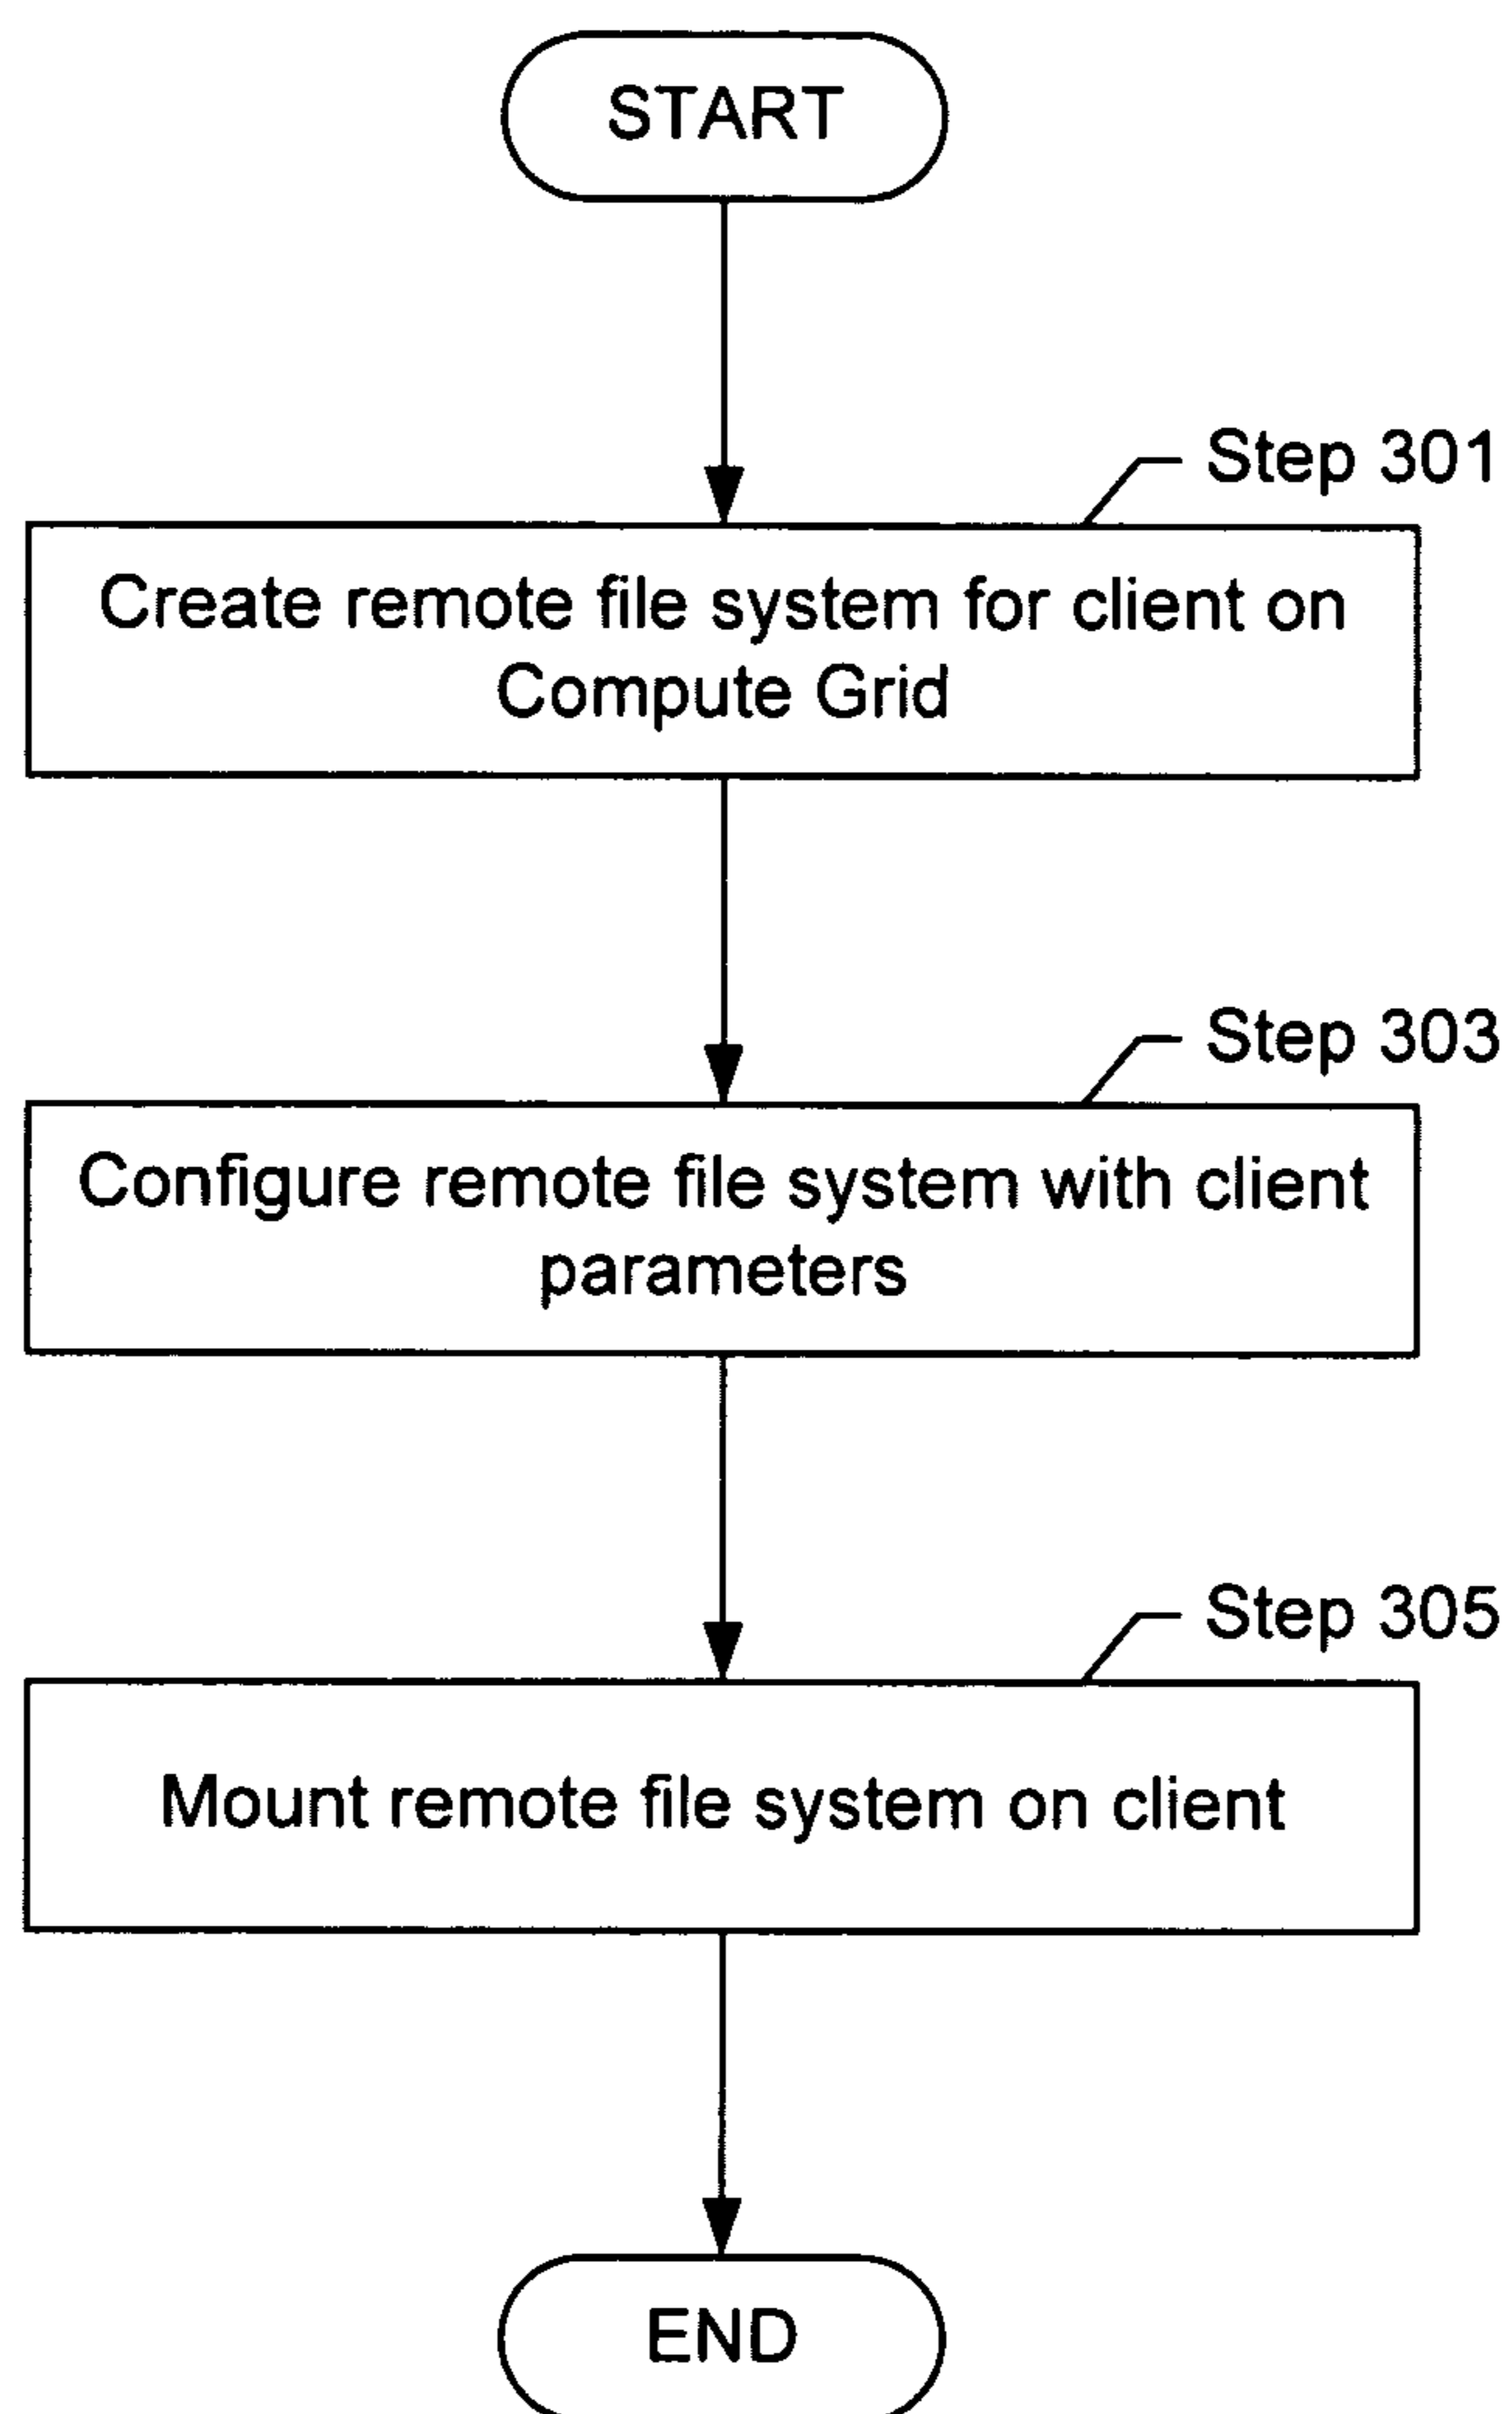 START
Step 301
Create remote file system for client on
Compute Grid
Step 303
Configure remote file system with client
parameters
Step 305
Mount remote file system on client
END